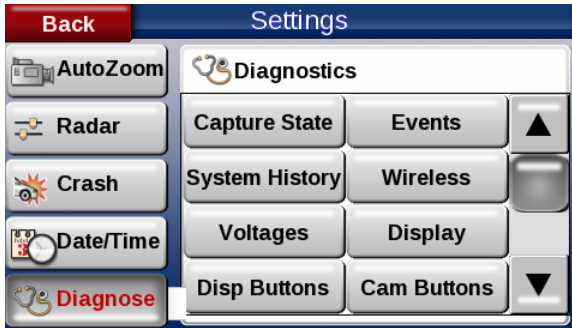 Back
Settings
AutoZoom
Radar
Crash
Date/Time
Diagnose
Diagnostics
Capture State
Events
System History
Wireless
Voltages
Display
Disp Buttons
Cam Buttons